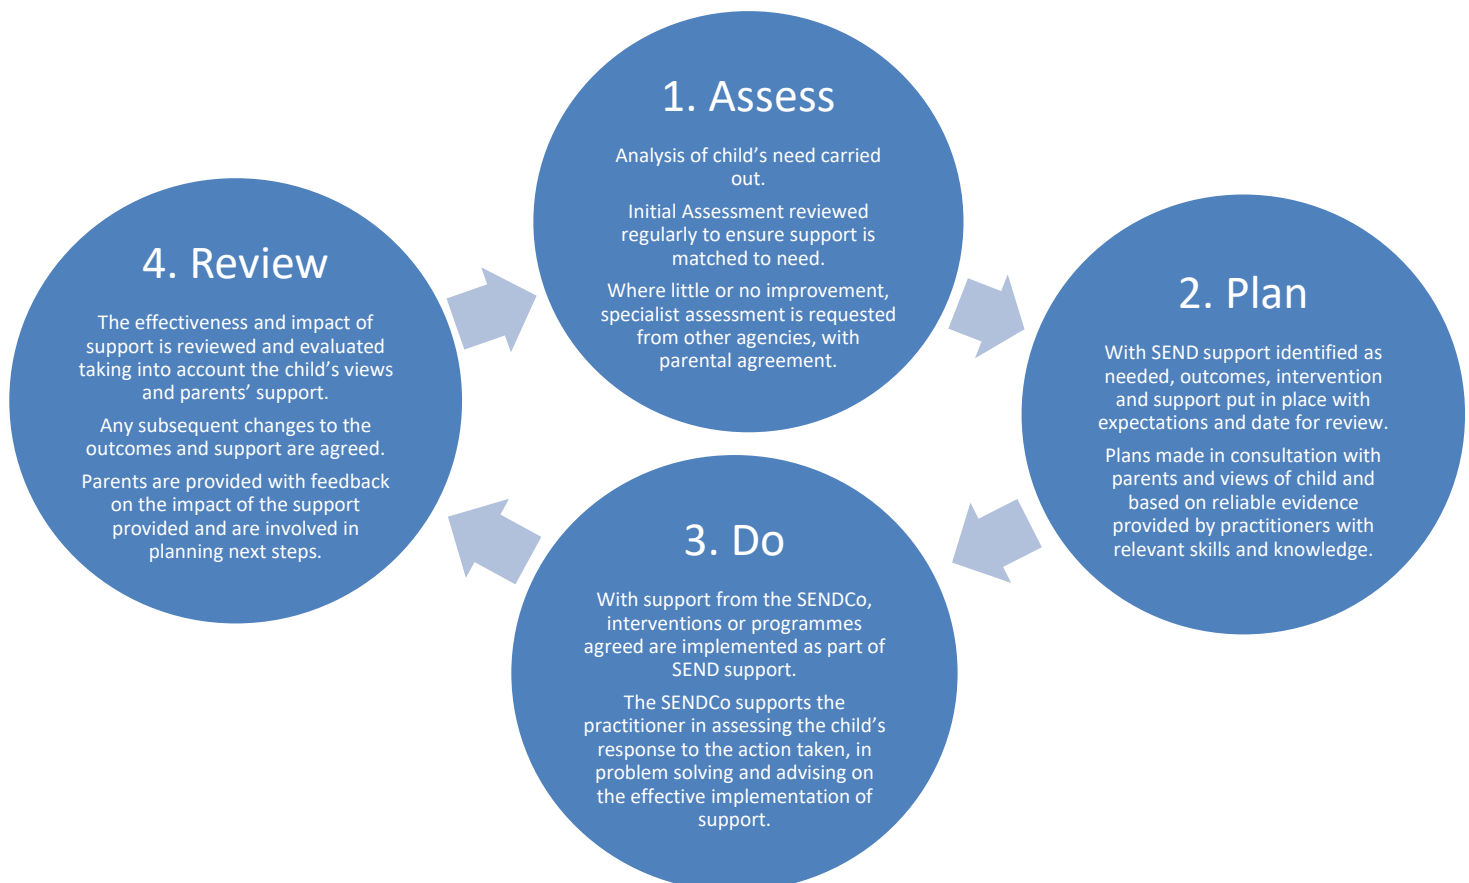 1. Assess
Analysis of child’s need carried
out.
Initial Assessment reviewed
regularly to ensure support is
matched to need.
Where little or no improvement,
specialist assessment is requested
from other agencies, with
parental agreement.
2. Plan
With SEND support identified as
needed, outcomes, intervention
and support put in place with
expectations and date for review.
Plans made in consultation with
parents and views of child and
based on reliable evidence
provided by practitioners with
relevant skills and knowledge.
3. Do
With support from the SENDCo,
interventions or programmes
agreed are implemented as part of
SEND support.
The SENDCo supports the
practitioner in assessing the child’s
response to the action taken, in
problem solving and advising on
the effective implementation of
support.
4. Review
The effectiveness and impact of
support is reviewed and evaluated
taking into account the child’s views
and parents’ support.
Any subsequent changes to the
outcomes and support are agreed.
Parents are provided with feedback
on the impact of the support
provided and are involved in
planning next steps.